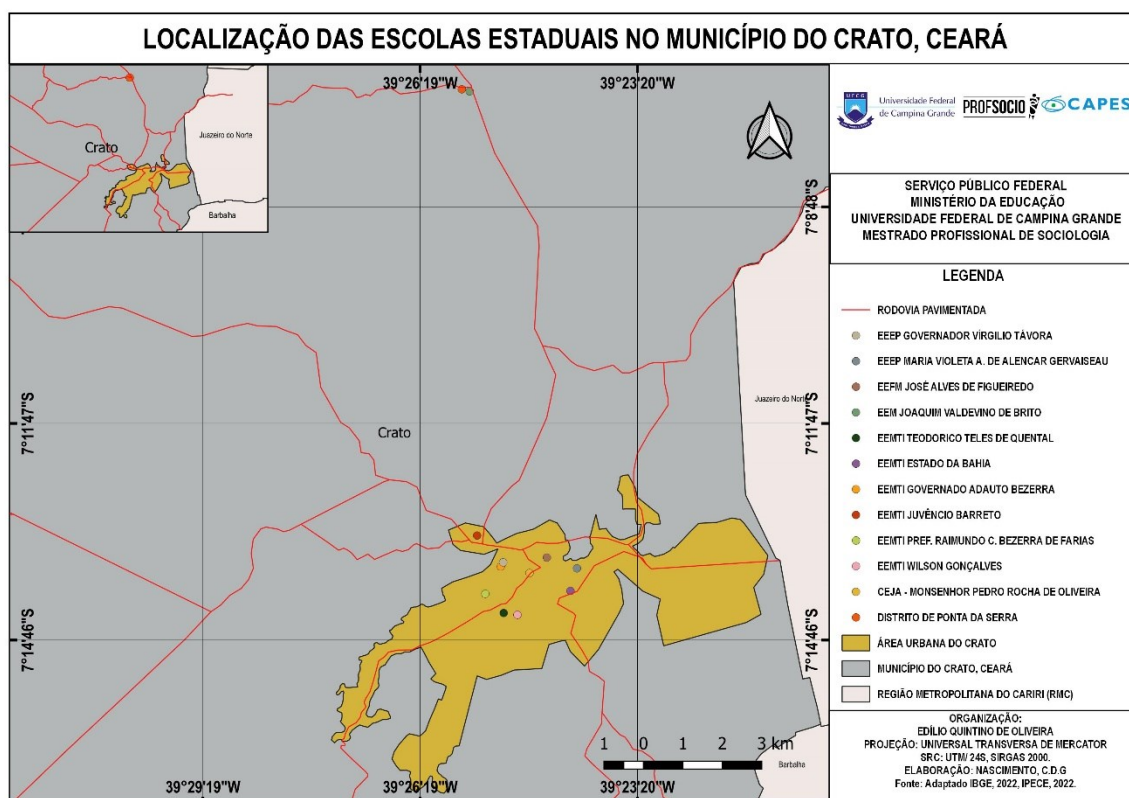 LOCALIZAÇÃO DAS ESCOLAS ESTADUAIS NO MUNICÍPIO DO CRATO, CEARÁ
Crato
Juazeiro do Norte
Barbalha
39°26'19"W
39°23'20"W
7°8'48"S
7°11'47"S
7°11'47"S
7°14'46"S
7°14'46"S
Crato
Juazeiro do Norte
Barbalha
1 0 1 2 3 km
39°29'19"W
39°26'19"W
39°23'20"W
UFCG
Universidade Federal
de Campina Grande
PROFSOCIO
CAPES
SERVIÇO PÚBLICO FEDERAL
MINISTÉRIO DA EDUCAÇÃO
UNIVERSIDADE FEDERAL DE CAMPINA GRANDE
MESTRADO PROFISSIONAL DE SOCIOLOGIA
LEGENDA
RODOVIA PAVIMENTADA
EEEP GOVERNADOR VÍRGILIO TÁVORA
EEEP MARIA VIOLETA A. DE ALENCAR GERVAISEAU
EEFM JOSÉ ALVES DE FIGUEIREDO
EEM JOAQUIM VALDEVINO DE BRITO
EEMTI TEODORICO TELES DE QUENTAL
EEMTI ESTADO DA BAHIA
EEMTI GOVERNADO ADAUTO BEZERRA
EEMTI JUVÊNCIO BARRETO
EEMTI PREF. RAIMUNDO C. BEZERRA DE FARIAS
EEMTI WILSON GONÇALVES
CEJA - MONSENHOR PEDRO ROCHA DE OLIVEIRA
DISTRITO DE PONTA DA SERRA
ÁREA URBANA DO CRATO
MUNICÍPIO DO CRATO, CEARÁ
REGIÃO METROPOLITANA DO CARIRI (RMC)
ORGANIZAÇÃO:
EDÍLIO QUINTINO DE OLIVEIRA
PROJEÇÃO: UNIVERSAL TRANSVERSA DE MERCATOR
SRC: UTM/ 24S, SIRGAS 2000.
ELABORAÇÃO: NASCIMENTO, C.D.G
Fonte: Adaptado IBGE, 2022, IPECE, 2022.